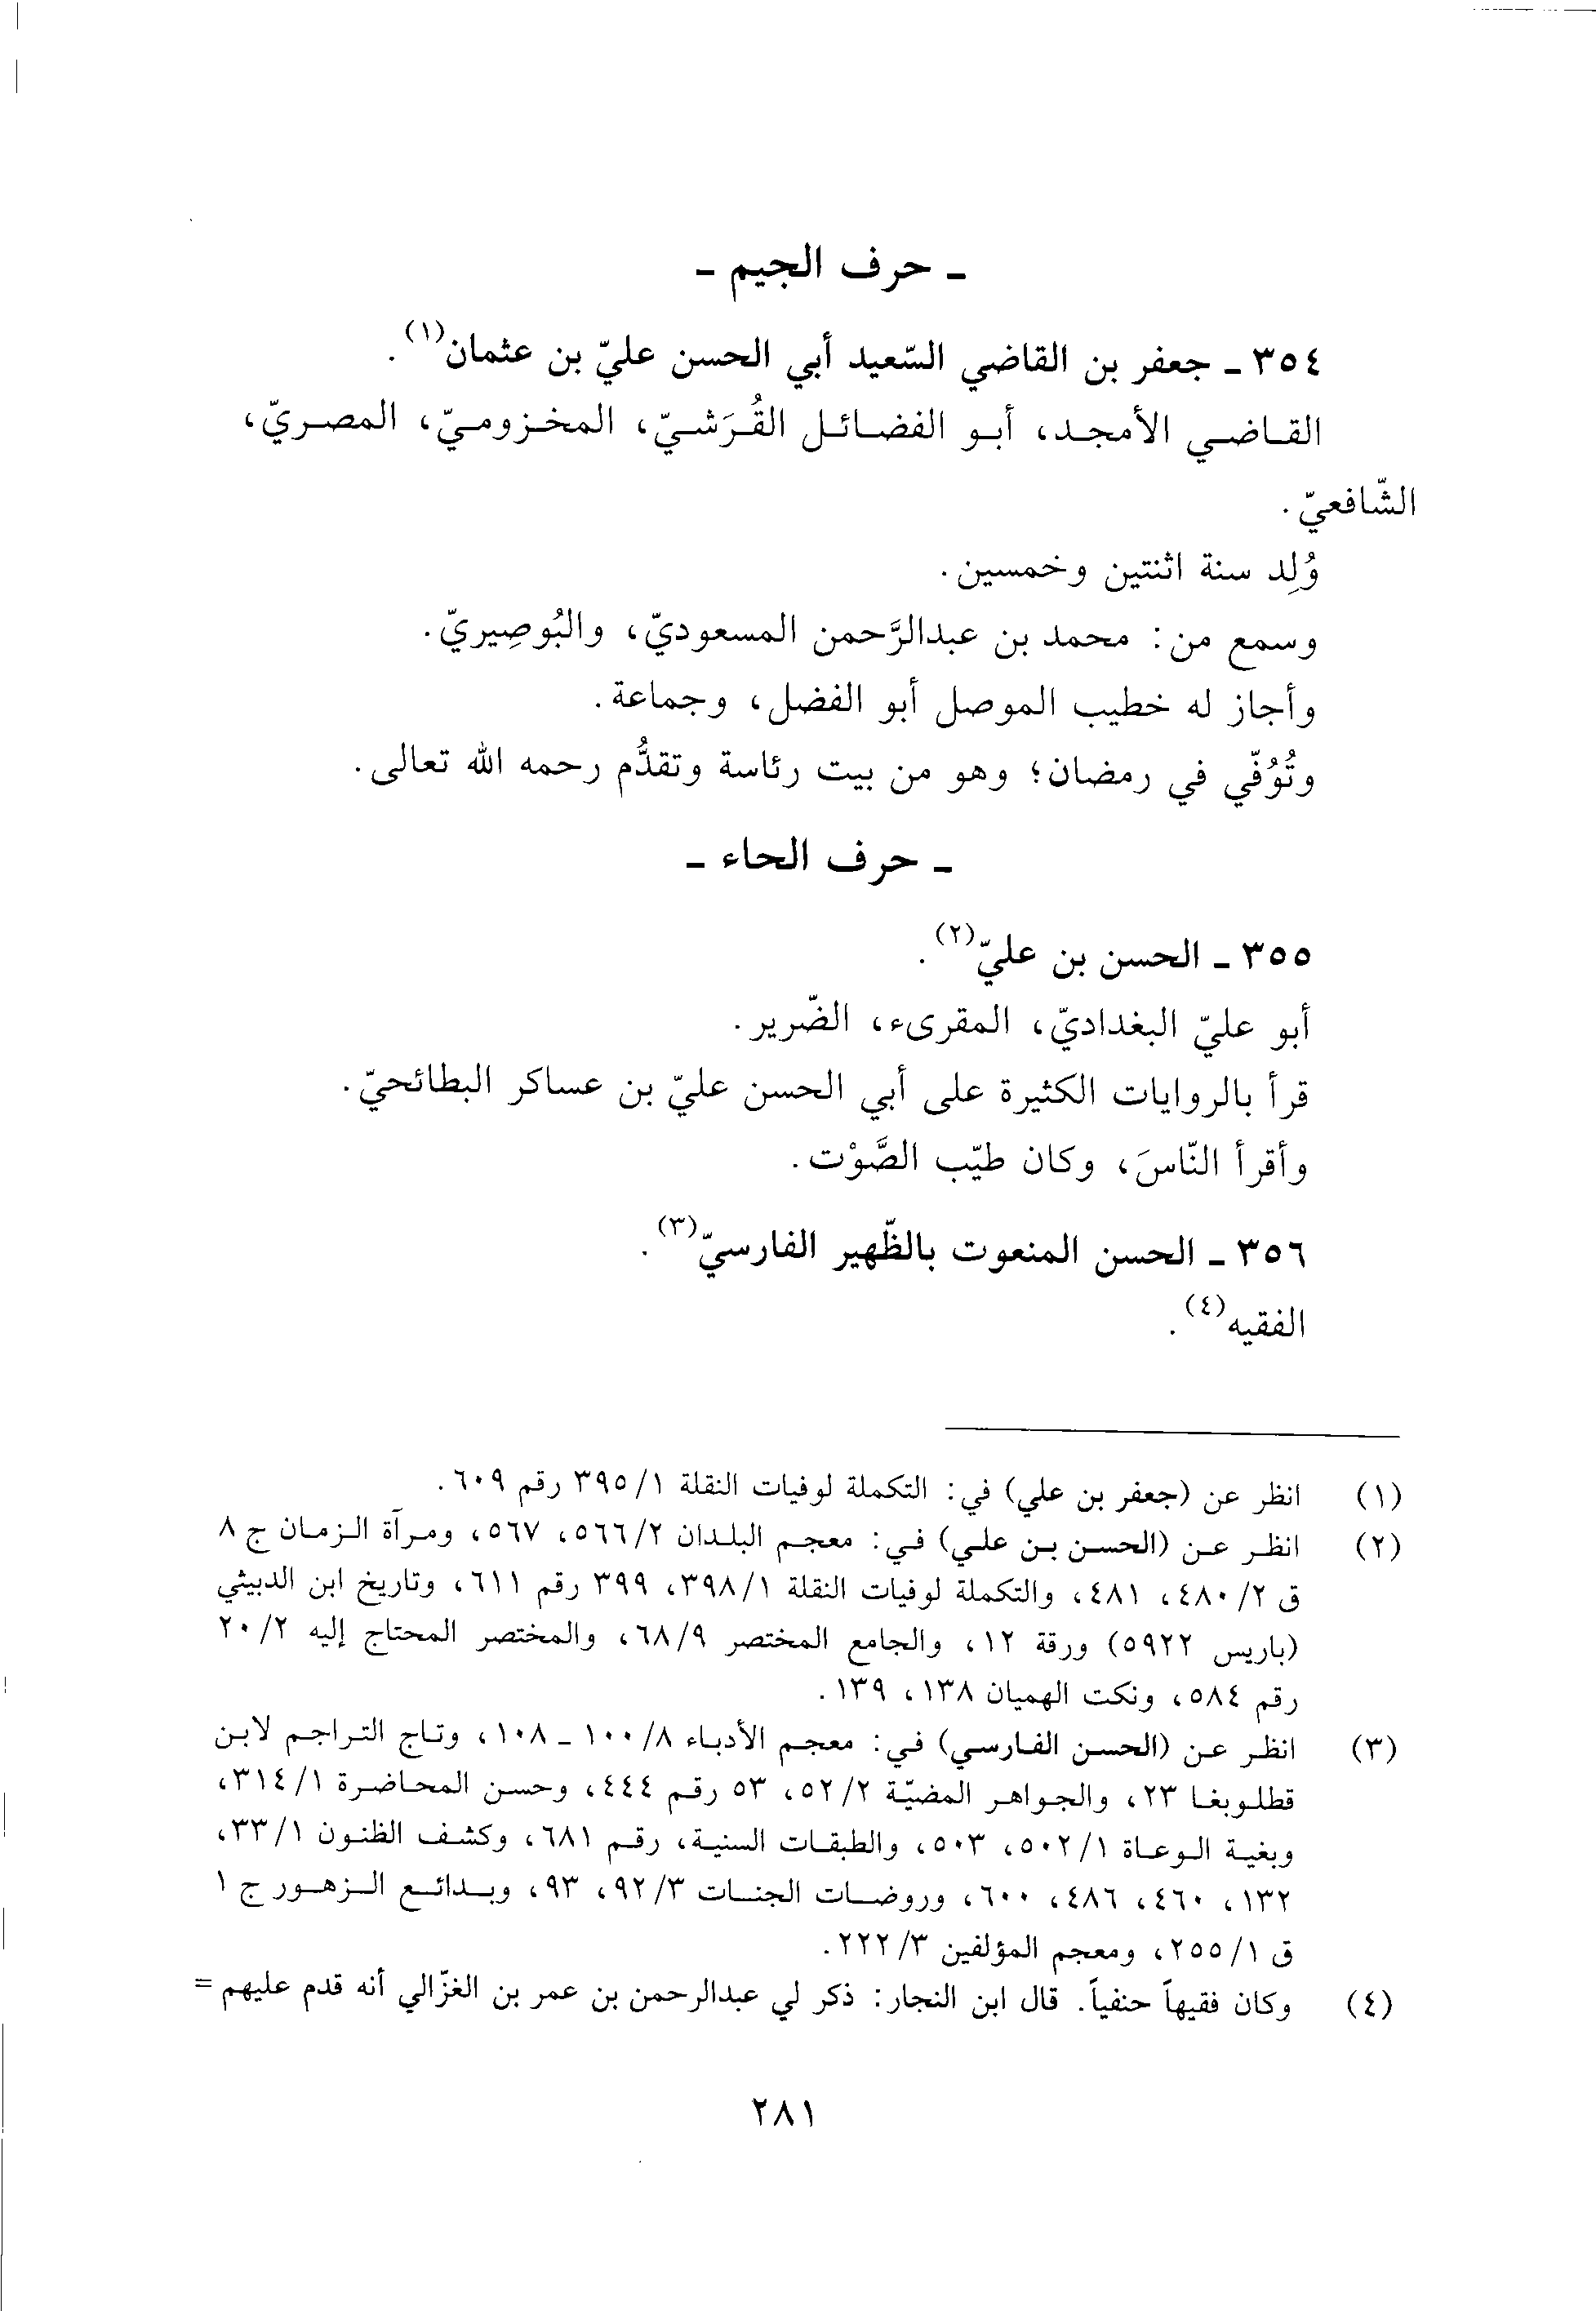 ـ حرف الجيم ـ
٣٥٤ ـ جعفر بن القاضي السّعيد أبي الحسن عليّ بن عثمان(١).
القاضي الأمجد، أبو الفضائل القُرَشيّ، المخزوميّ، المصريّ،
الشّافعيّ.
وُلِد سنة اثنتين وخمسين.
وسمع من: محمد بن عبدالرَّحمن المسعوديّ، والبُوصِيريّ.
وأجاز له خطيب الموصل أبو الفضل، وجماعة.
وتُوُفّي في رمضان؛ وهو من بيت رئاسة وتقدُّم رحمه الله تعالى.
ـ حرف الحاء ـ
٣٥٥ ـ الحسن بن عليّ(٢).
أبو عليّ البغداديّ، المقرىء، الضّرير.
قرأ بالروايات الكثيرة على أبي الحسن عليّ بن عساكر البطائحيّ.
وأقرأ النّاسَ، وكان طيّب الصَّوْت.
٣٥٦ ـ الحسن المنعوت بالظّهير الفارسيّ(٣).
الفقيه(٤).
(١) انظر عن (جعفر بن علي) في: التكملة لوفيات النقلة ٣٩٥/١ رقم ٦٠٩.
(٢) انظر عن (الحسن بن علي) في: معجم البلدان ٥٦٦/٢، ٥٦٧، ومرآة الزمان ج ٨
ق ٤٨٠/٢، ٤٨١، والتكملة لوفيات النقلة ٣٩٨/١، ٣٩٩ رقم ٦١١، وتاريخ ابن الدبيثي
(باريس ٥٩٢٢) ورقة ١٢، والجامع المختصر ٦٨/٩، والمختصر المحتاج إليه ٢٠/٢
رقم ٥٨٤، ونكت الهميان ١٣٨، ١٣٩.
(٣) انظر عن (الحسن الفارسي) في: معجم الأدباء ١٠٠/٨ ـ ١٠٨، وتاج التراجم لابن
قطلوبغا ٢٣، والجواهر المضيّة ٥٢/٢، ٥٣ رقم ٤٤٤، وحسن المحاضرة ٣١٤/١،
وبغية الوعاة ٥٠٢/١، ٥٠٣، والطبقات السنية، رقم ٦٨١، وكشف الظنون ٣٣/١،
١٣٢، ٤٦٠، ٤٨٦، ٦٠٠، وروضات الجنات ٩٢/٣، ٩٣، وبدائع الزهور ج ١
ق ٢٥٥/١، ومعجم المؤلفين ٢٢٢/٣.
(٤) وكان فقيهاً حنفياً. قال ابن النجار: ذكر لي عبدالرحمن بن عمر بن الغزّالي أنه قدم عليهم =
٢٨١